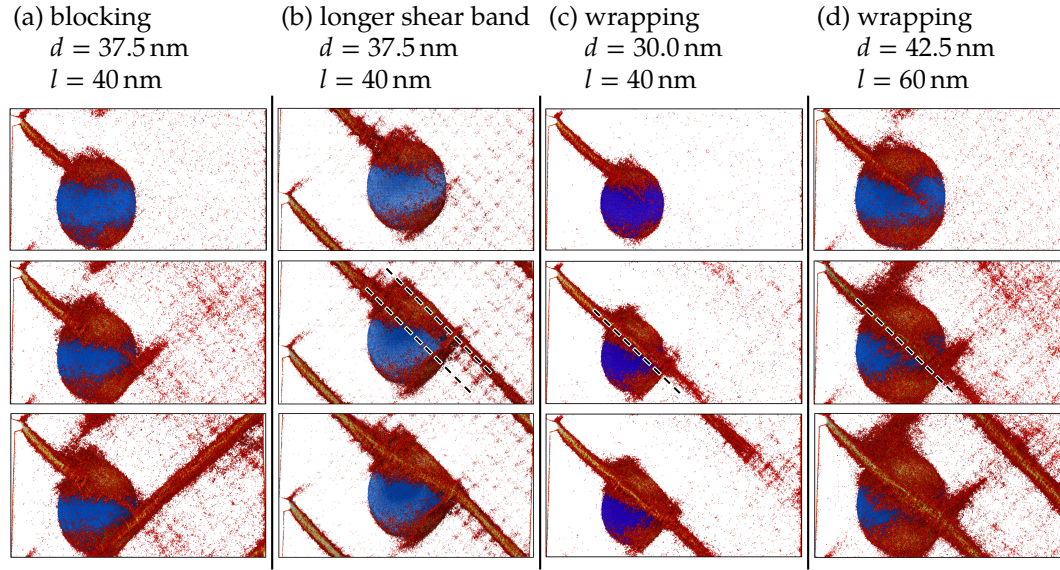 (a) blocking
d = 37.5 nm
l = 40 nm
(b) longer shear band
d = 37.5 nm
l = 40 nm
(c) wrapping
d = 30.0 nm
l = 40 nm
(d) wrapping
d = 42.5 nm
l = 60 nm